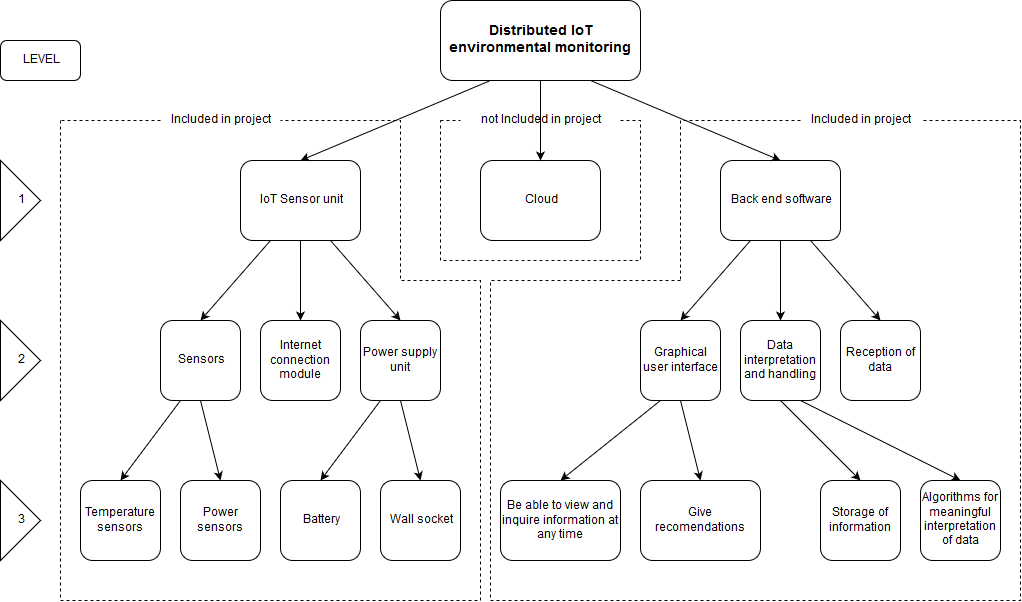 Distributed IoT
environmental monitoring
LEVEL
Included in project
not Included in project
Included in project
1
IoT Sensor unit
Cloud
Back end software
2
Sensors
Internet
connection
module
Power supply
unit
Graphical
user interface
Data
interpretation
and handling
Reception of
data
3
Temperature
sensors
Power
sensors
Battery
Wall socket
Be able to view and
inquire information at
any time
Give
recomendations
Storage of
information
Algorithms for
meaningful
interpretation
of data